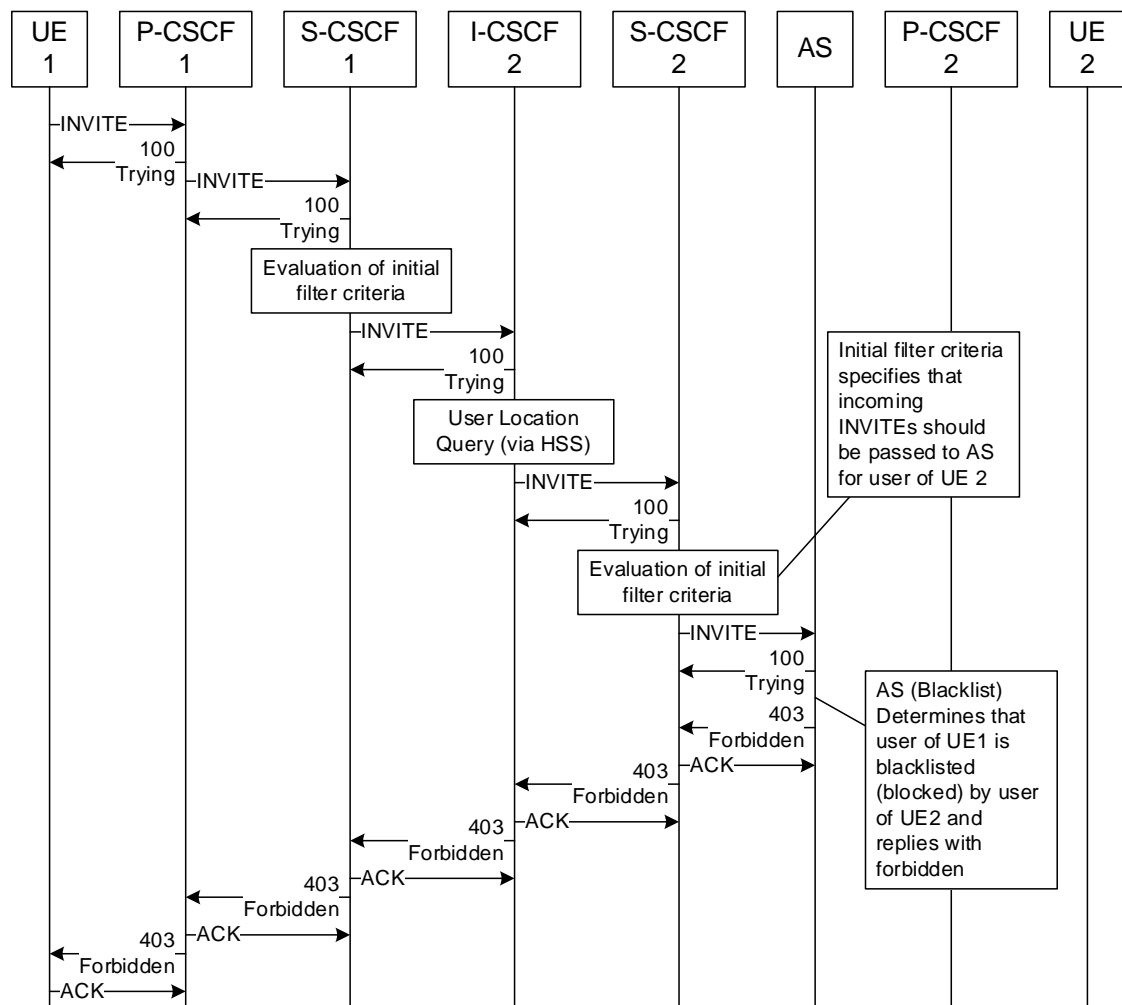 UE
1
P-CSCF
1
S-CSCF
1
I-CSCF
2
S-CSCF
2
AS
P-CSCF
2
UE
2
INVITE
100
Trying
INVITE
100
Trying
Evaluation of initial
filter criteria
INVITE
100
Trying
User Location
Query (via HSS)
INVITE
100
Trying
Initial filter criteria
specifies that
incoming
INVITEs should
be passed to AS
for user of UE 2
Evaluation of initial
filter criteria
INVITE
100
Trying
AS (Blacklist)
Determines that
user of UE1 is
blacklisted
(blocked) by user
of UE2 and
replies with
forbidden
403
Forbidden
ACK
403
Forbidden
ACK
403
Forbidden
ACK
403
Forbidden
ACK
403
Forbidden
ACK